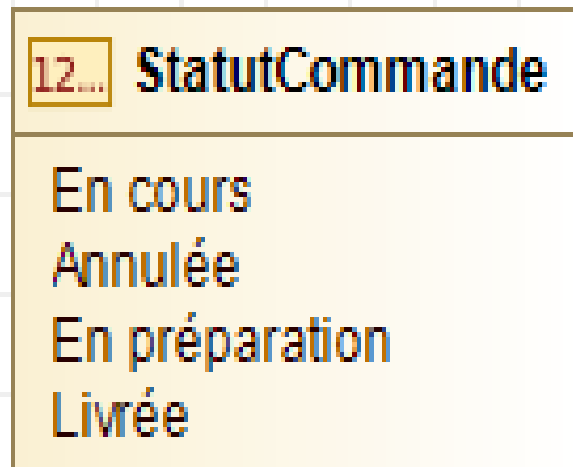 12... StatutCommande
En cours
Annulée
En préparation
Livrée